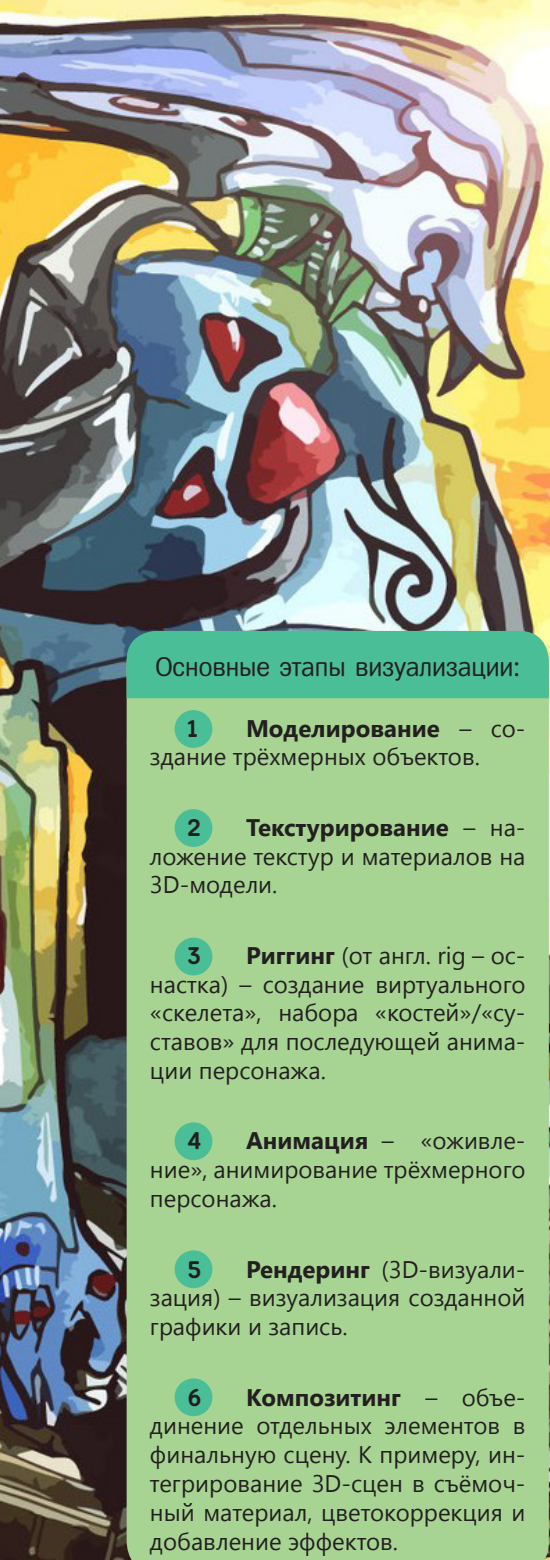 Основные этапы визуализации:
1 Моделирование – со-
здание трёхмерных объектов.
2 Текстурирование – на-
ложение текстур и материалов на
3D-модели.
3 Риггинг (от англ. rig – ос-
настка) – создание виртуального
«скелета», набора «костей»/«су-
ставов» для последующей анима-
ции персонажа.
4 Анимация – «оживле-
ние», анимирование трёхмерного
персонажа.
5 Рендеринг (3D-визуали-
зация) – визуализация созданной
графики и запись.
6 Композитинг – объе-
динение отдельных элементов в
финальную сцену. К примеру, ин-
тегрирование 3D-сцен в съёмоч-
ный материал, цветокоррекция и
добавление эффектов.